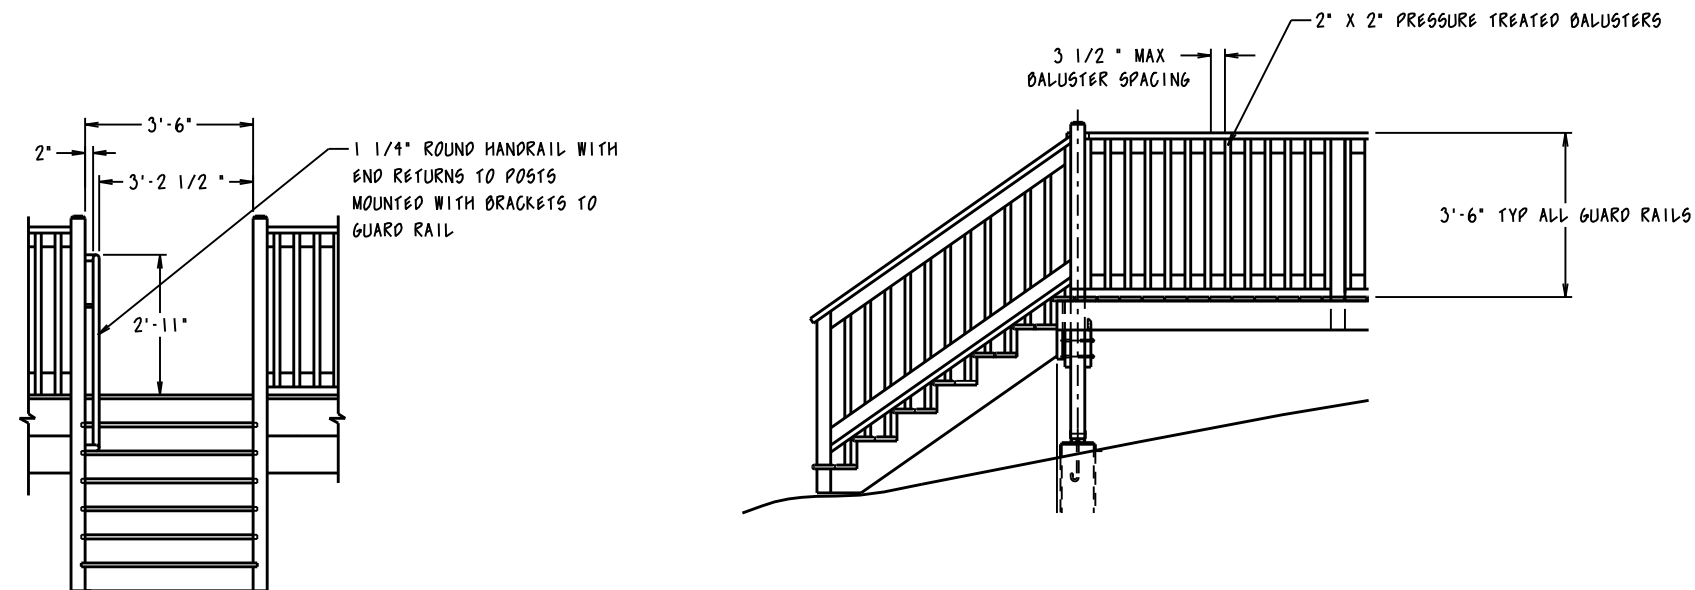 3'-6"
2"
3'-2 1/2 "
2'-11"
1 1/4" ROUND HANDRAIL WITH
END RETURNS TO POSTS
MOUNTED WITH BRACKETS TO
GUARD RAIL
2" X 2" PRESSURE TREATED BALUSTERS
3 1/2 " MAX
BALUSTER SPACING
3'-6" TYP ALL GUARD RAILS